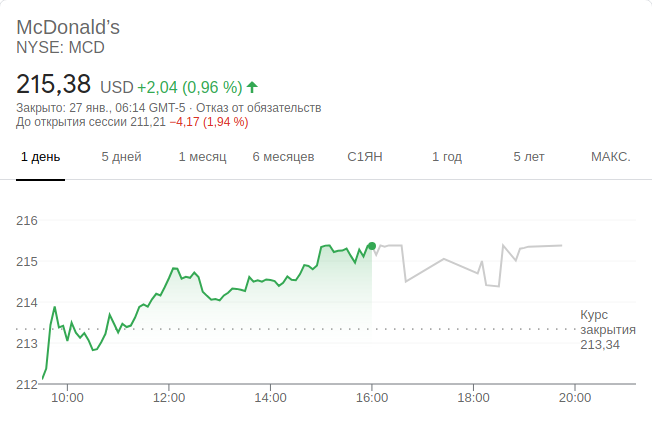 McDonald’s
NYSE: MCD
215,38 USD +2,04 (0,96 %)
Закрыто: 27 янв., 06:14 GMT-5 · Отказ от обязательств
До открытия сессии 211,21 −4,17 (1,94 %)
1 день 5 дней 1 месяц 6 месяцев С1ЯН 1 год 5 лет МАКС.
216
215
214
Курс
закрытия
213,34
213
212
10:00 12:00 14:00 16:00 18:00 20:00